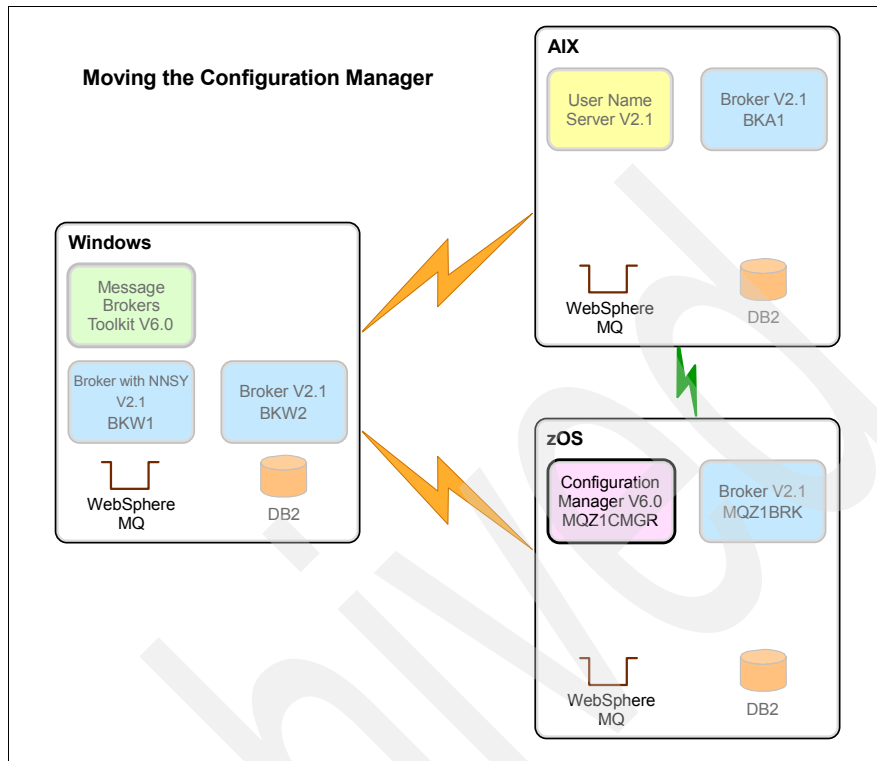 Moving the Configuration Manager
AIX
User Name
Server V2.1
Broker V2.1
BKA1
WebSphere
MQ
DB2
Windows
Message
Brokers
Toolkit V6.0
Broker with NNSY
V2.1
BKW1
Broker V2.1
BKW2
WebSphere
MQ
DB2
zOS
Configuration
Manager V6.0
MQZ1CMGR
Broker V2.1
MQZ1BRK
WebSphere
MQ
DB2
hived